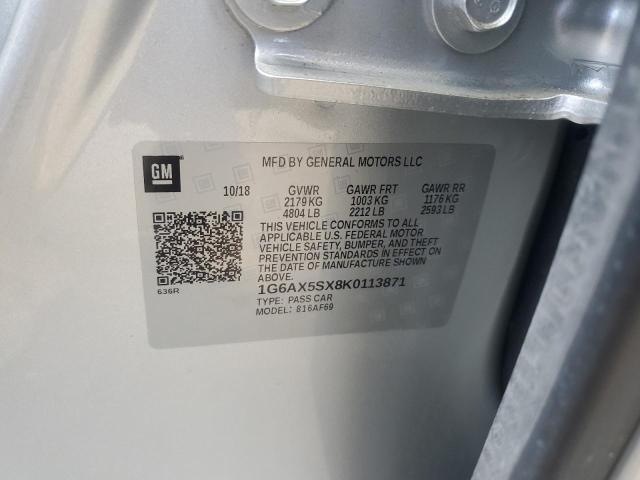 GM
MFD BY GENERAL MOTORS LLC
10/18 GVWR GAWR FRT GAWR RR
2179 KG 1003 KG 1176 KG
4804 LB 2212 LB 2593 LB
THIS VEHICLE CONFORMS TO ALL
APPLICABLE U.S. FEDERAL MOTOR
VEHICLE SAFETY, BUMPER, AND THEFT
PREVENTION STANDARDS IN EFFECT ON
THE DATE OF MANUFACTURE SHOWN
ABOVE.
636R
1G6AX5SX8K0113871
TYPE: PASS CAR
MODEL: 816AF69